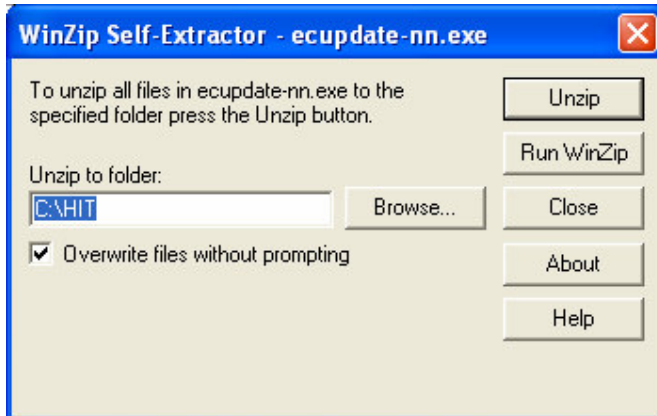 WinZip Self-Extractor - ecupdate-nn.exe
To unzip all files in ecupdate-nn.exe to the
specified folder press the Unzip button.
Unzip to folder:
C:\HIT
Browse...
Overwrite files without prompting
Unzip
Run WinZip
Close
About
Help